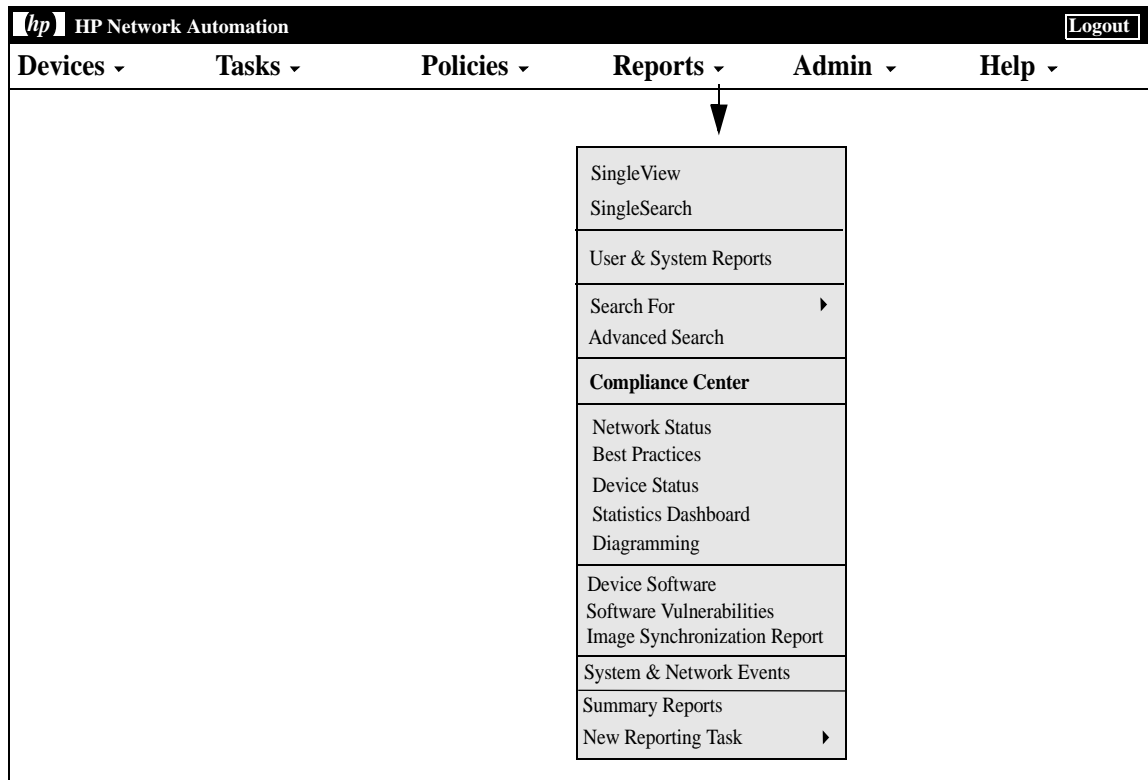 hp HP Network Automation Logout
Devices Tasks Policies Reports Admin Help
SingleView
SingleSearch
User & System Reports
Search For
Advanced Search
Compliance Center
Network Status
Best Practices
Device Status
Statistics Dashboard
Diagramming
Device Software
Software Vulnerabilities
Image Synchronization Report
System & Network Events
Summary Reports
New Reporting Task